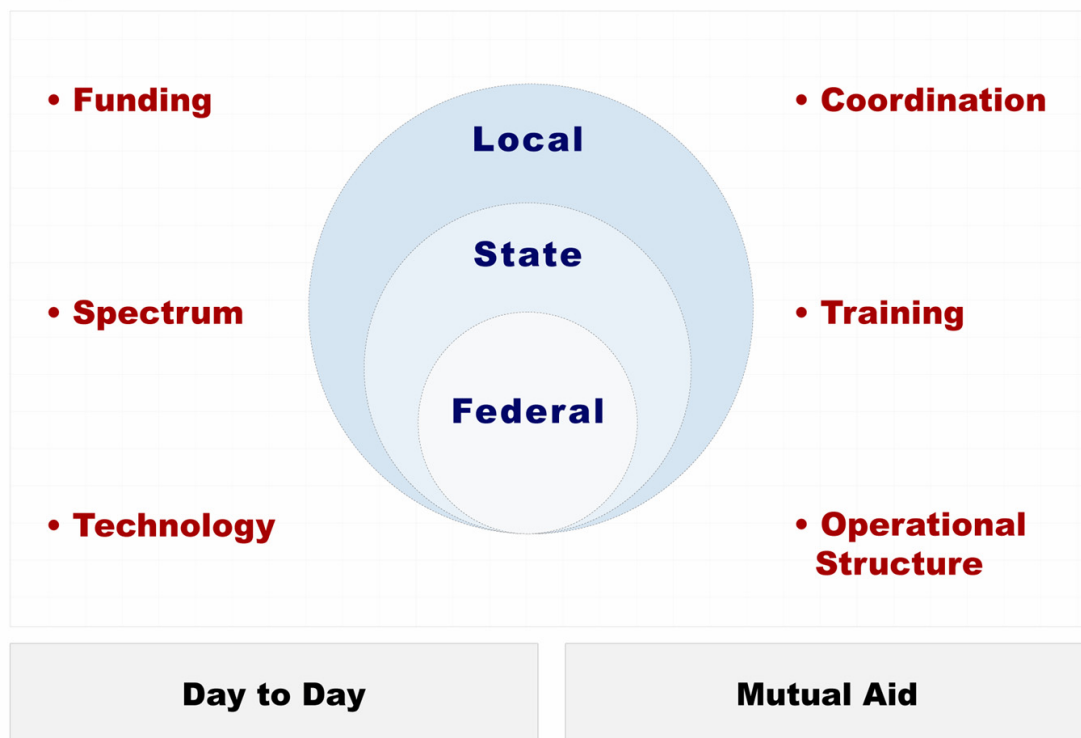 • Funding
• Spectrum
• Technology
Local
State
Federal
• Coordination
• Training
• Operational
Structure
Day to Day
Mutual Aid